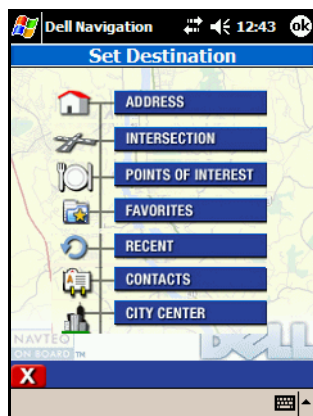 Dell Navigation 12:43 ok
Set Destination
ADDRESS
INTERSECTION
POINTS OF INTEREST
FAVORITES
RECENT
CONTACTS
CITY CENTER
NAVTEQ
ON BOARD TM
DELL
X